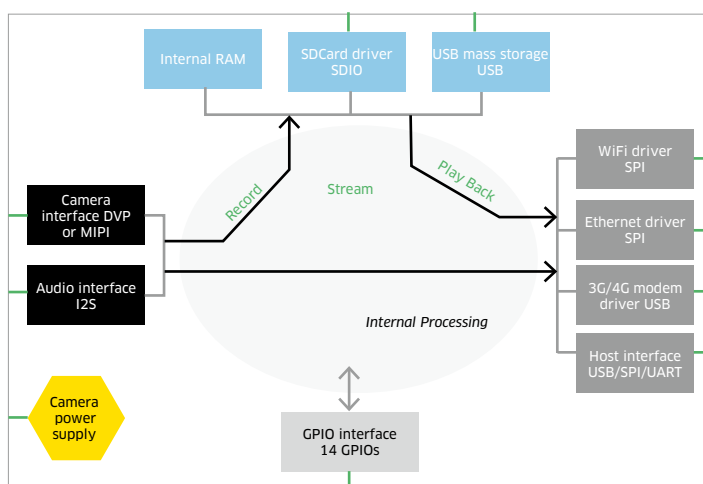 Internal RAM
SDCard driver
SDIO
USB mass storage
USB
Record
Stream
Play Back
WiFi driver
SPI
Camera
interface DVP
or MIPI
Ethernet driver
SPI
Audio interface
I2S
3G/4G modem
driver USB
Internal Processing
Host interface
USB/SPI/UART
Camera
power
supply
GPIO interface
14 GPIOs